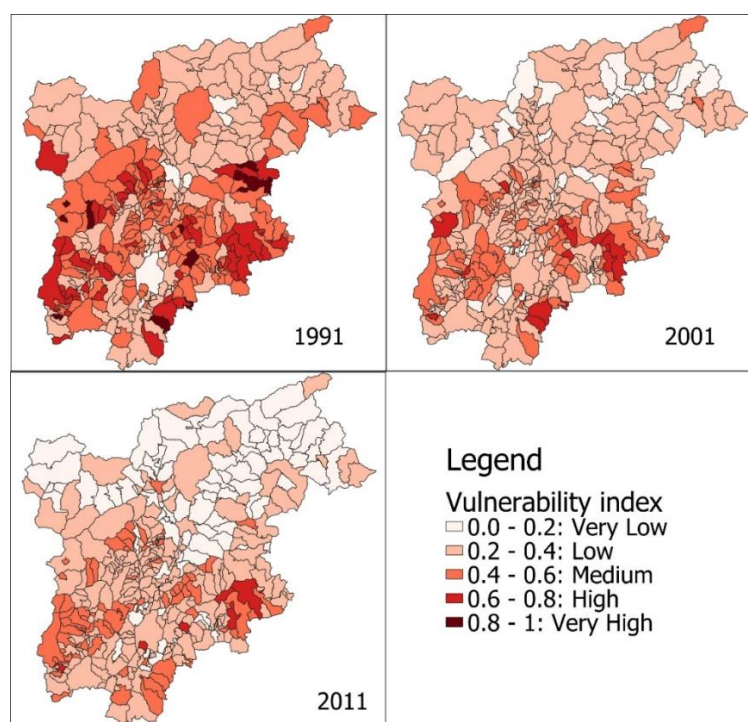 1991
2001
2011
Legend
Vulnerability index
0.0 - 0.2: Very Low
0.2 - 0.4: Low
0.4 - 0.6: Medium
0.6 - 0.8: High
0.8 - 1: Very High